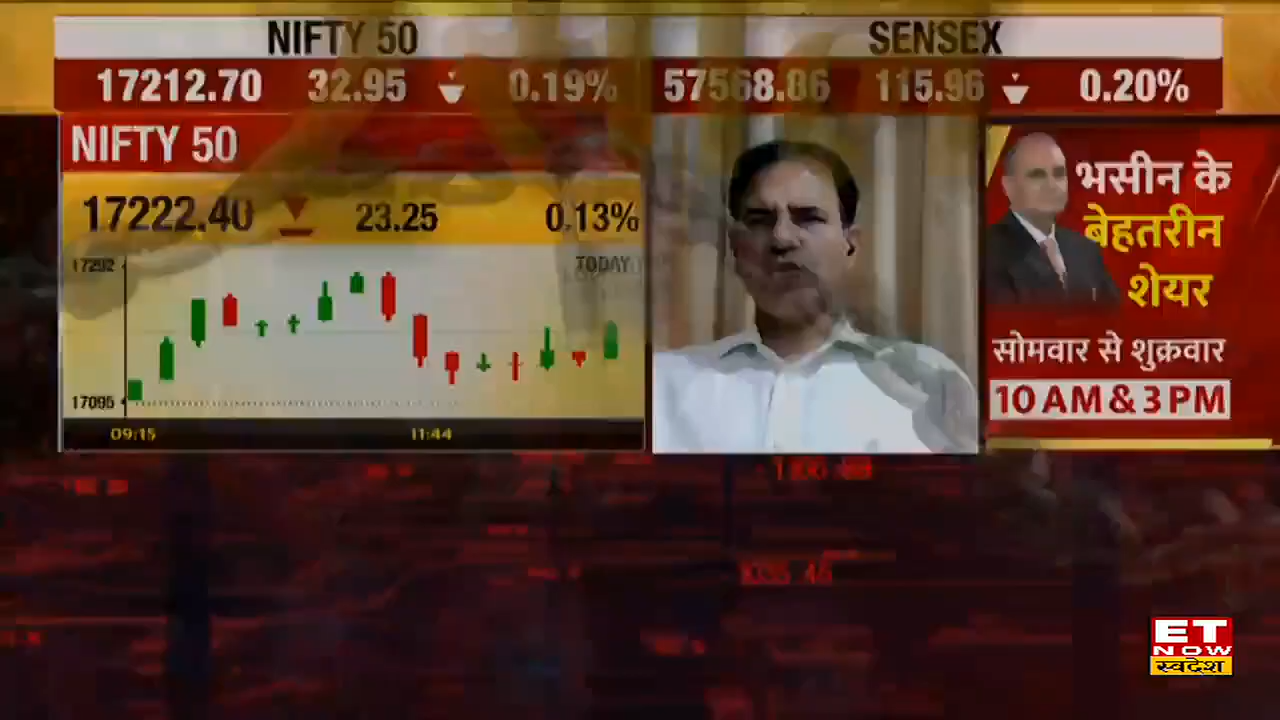 NIFTY 50
SENSEX
17212.70 32.95 0.19%
57568.86 115.96 0.20%
NIFTY 50
17222.40 23.25 0.13%
17292
TODAY
17095
09:15 11:44
भसीन के
बेहतरीन
शेयर
सोमवार से शुक्रवार
10 AM & 3 PM
ET
NOW
स्वदेश